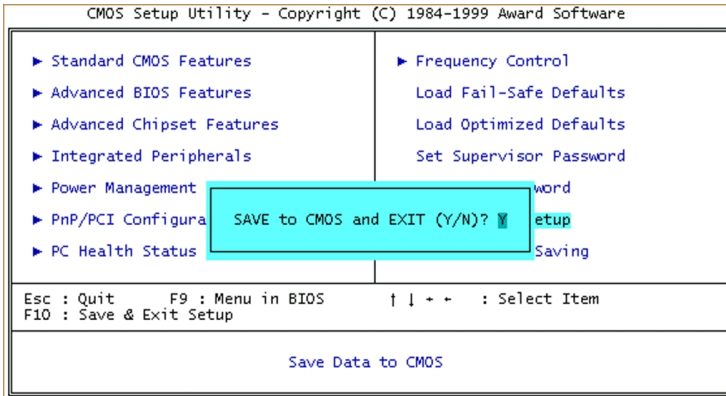 CMOS Setup Utility - Copyright (C) 1984-1999 Award Software
► Standard CMOS Features
► Advanced BIOS Features
► Advanced Chipset Features
► Integrated Peripherals
► Power Management
► PnP/PCI Configura
► PC Health Status
► Frequency Control
Load Fail-Safe Defaults
Load Optimized Defaults
Set Supervisor Password
word
etup
Saving
SAVE to CMOS and EXIT (Y/N)? Y
Esc : Quit F9 : Menu in BIOS ↑ ↓ + + : Select Item
F10 : Save & Exit Setup
Save Data to CMOS